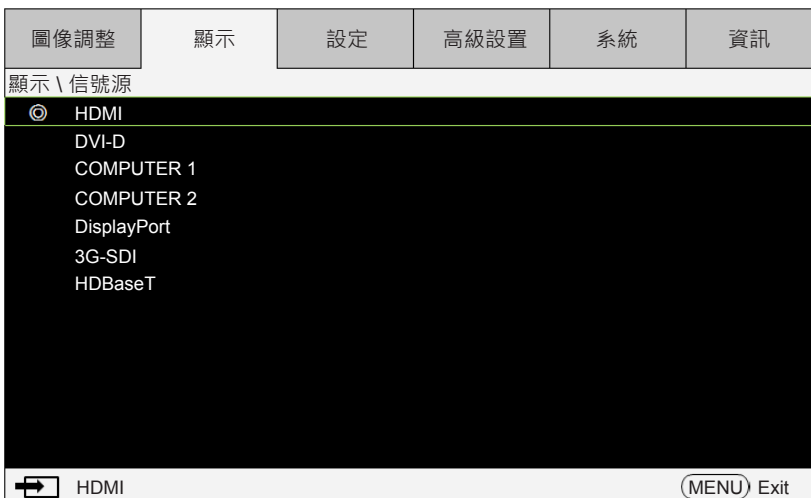 圖像調整 顯示 設定 高級設置 系統 資訊
顯示 \ 信號源
HDMI
DVI-D
COMPUTER 1
COMPUTER 2
DisplayPort
3G-SDI
HDBaseT
HDMI MENU Exit